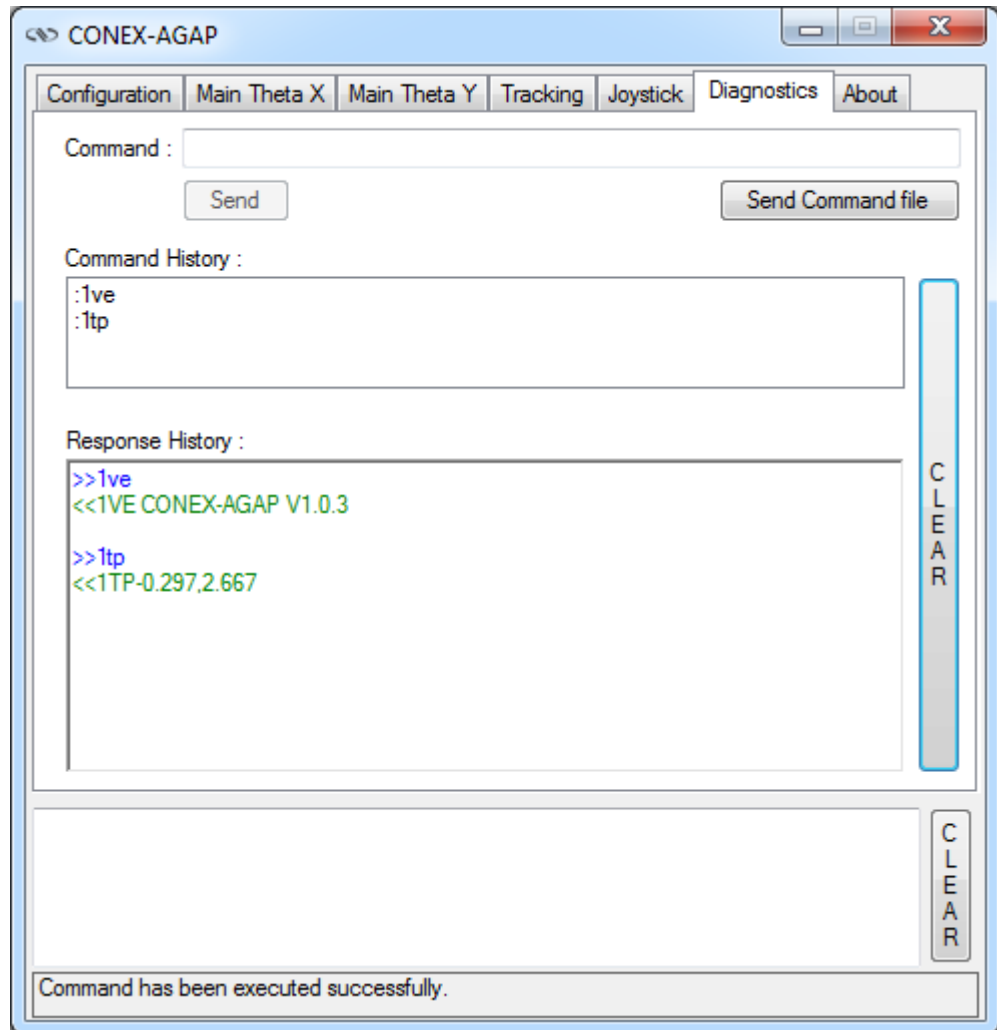 CONEX-AGAP
Configuration Main Theta X Main Theta Y Tracking Joystick Diagnostics About
Command :
Send Send Command file
Command History :
:1ve
:1tp
Response History :
>>1ve
<<1VE CONEX-AGAP V1.0.3
>>1tp
<<1TP-0.297,2.667
CLEAR
CLEAR
Command has been executed successfully.